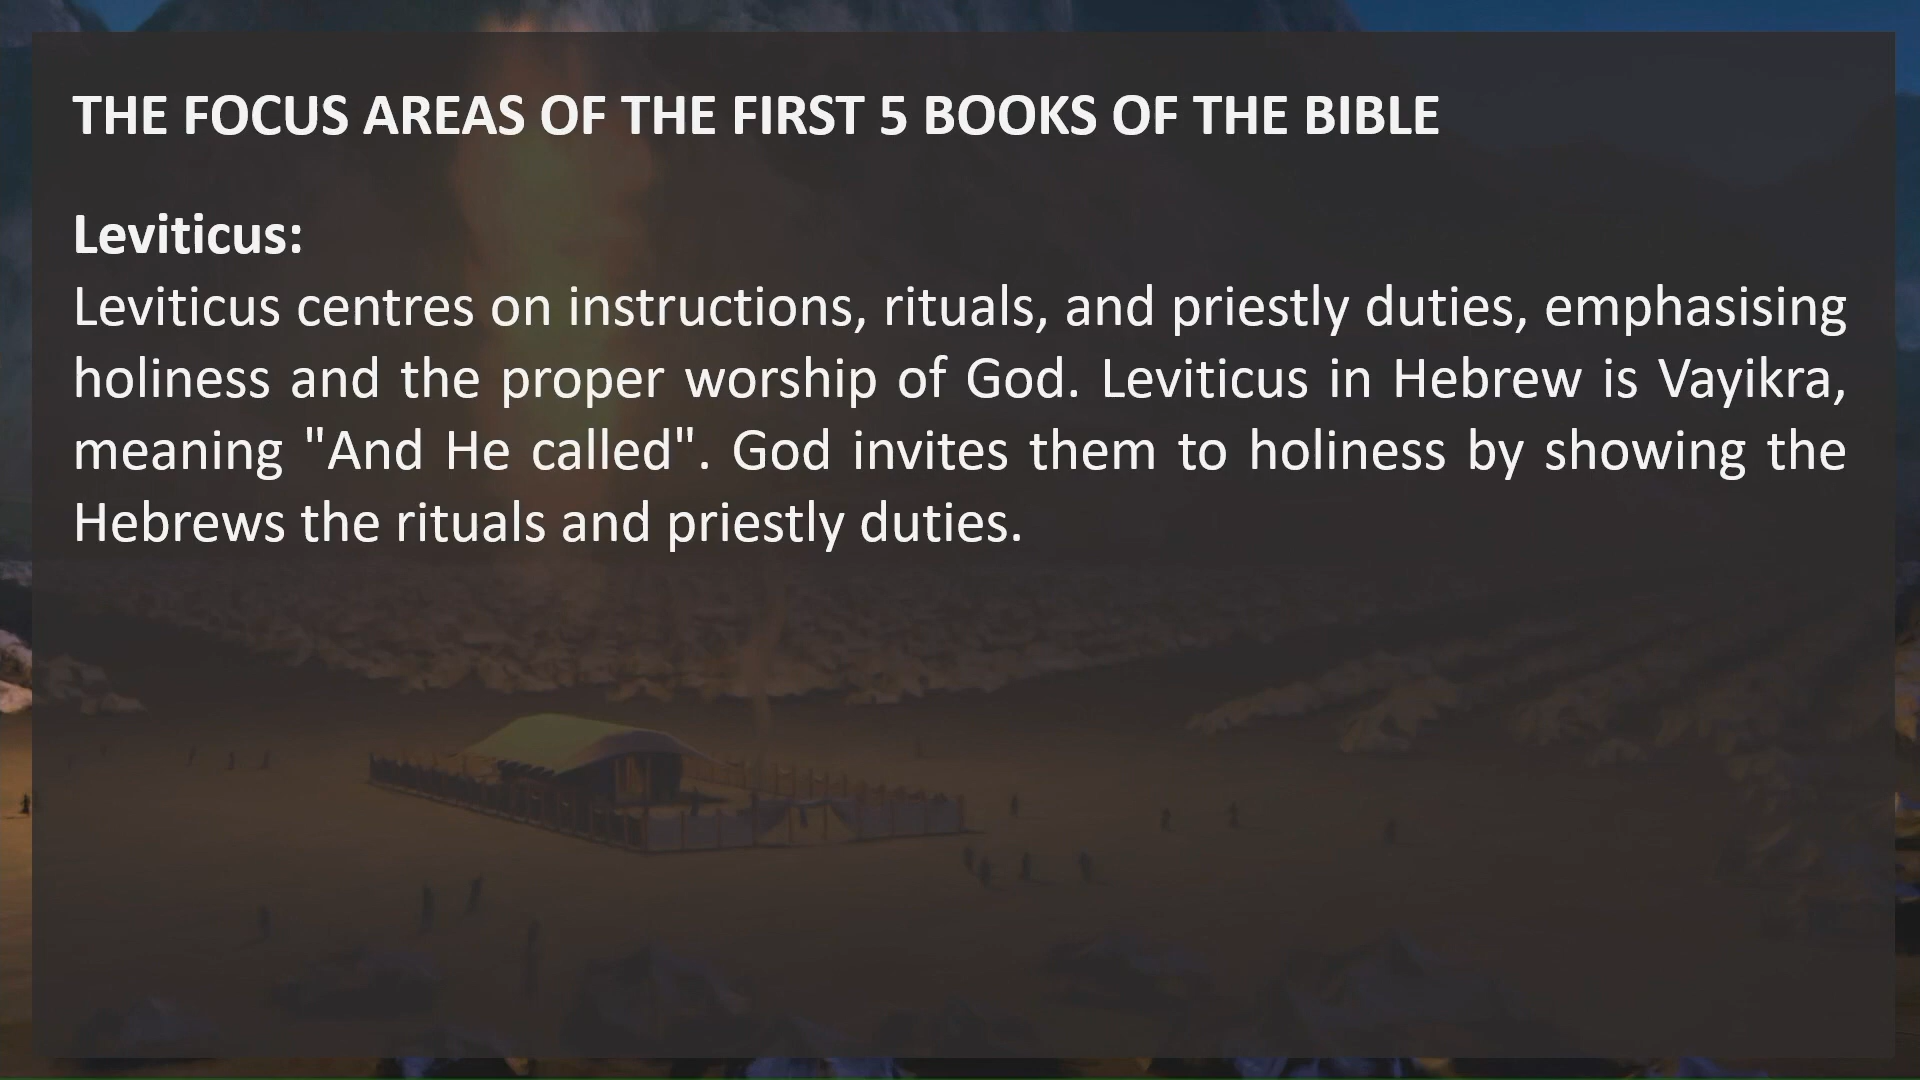 THE FOCUS AREAS OF THE FIRST 5 BOOKS OF THE BIBLE
Leviticus:
Leviticus centres on instructions, rituals, and priestly duties, emphasising
holiness and the proper worship of God. Leviticus in Hebrew is Vayikra,
meaning "And He called". God invites them to holiness by showing the
Hebrews the rituals and priestly duties.